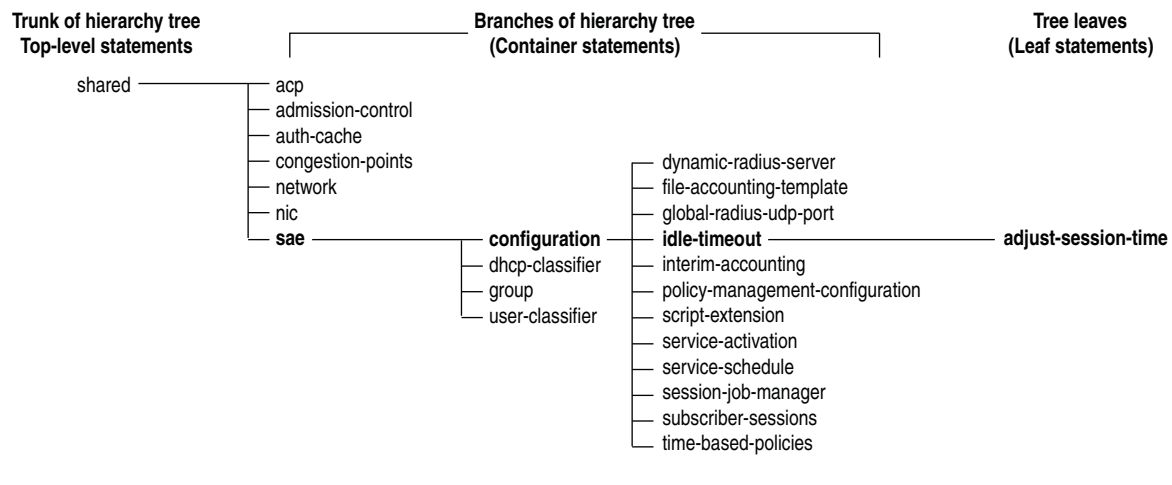 Trunk of hierarchy tree
Top-level statements
Branches of hierarchy tree
(Container statements)
Tree leaves
(Leaf statements)
shared
acp
admission-control
auth-cache
congestion-points
network
nic
sae
configuration
dhcp-classifier
group
user-classifier
dynamic-radius-server
file-accounting-template
global-radius-udp-port
idle-timeout
interim-accounting
policy-management-configuration
script-extension
service-activation
service-schedule
session-job-manager
subscriber-sessions
time-based-policies
adjust-session-time